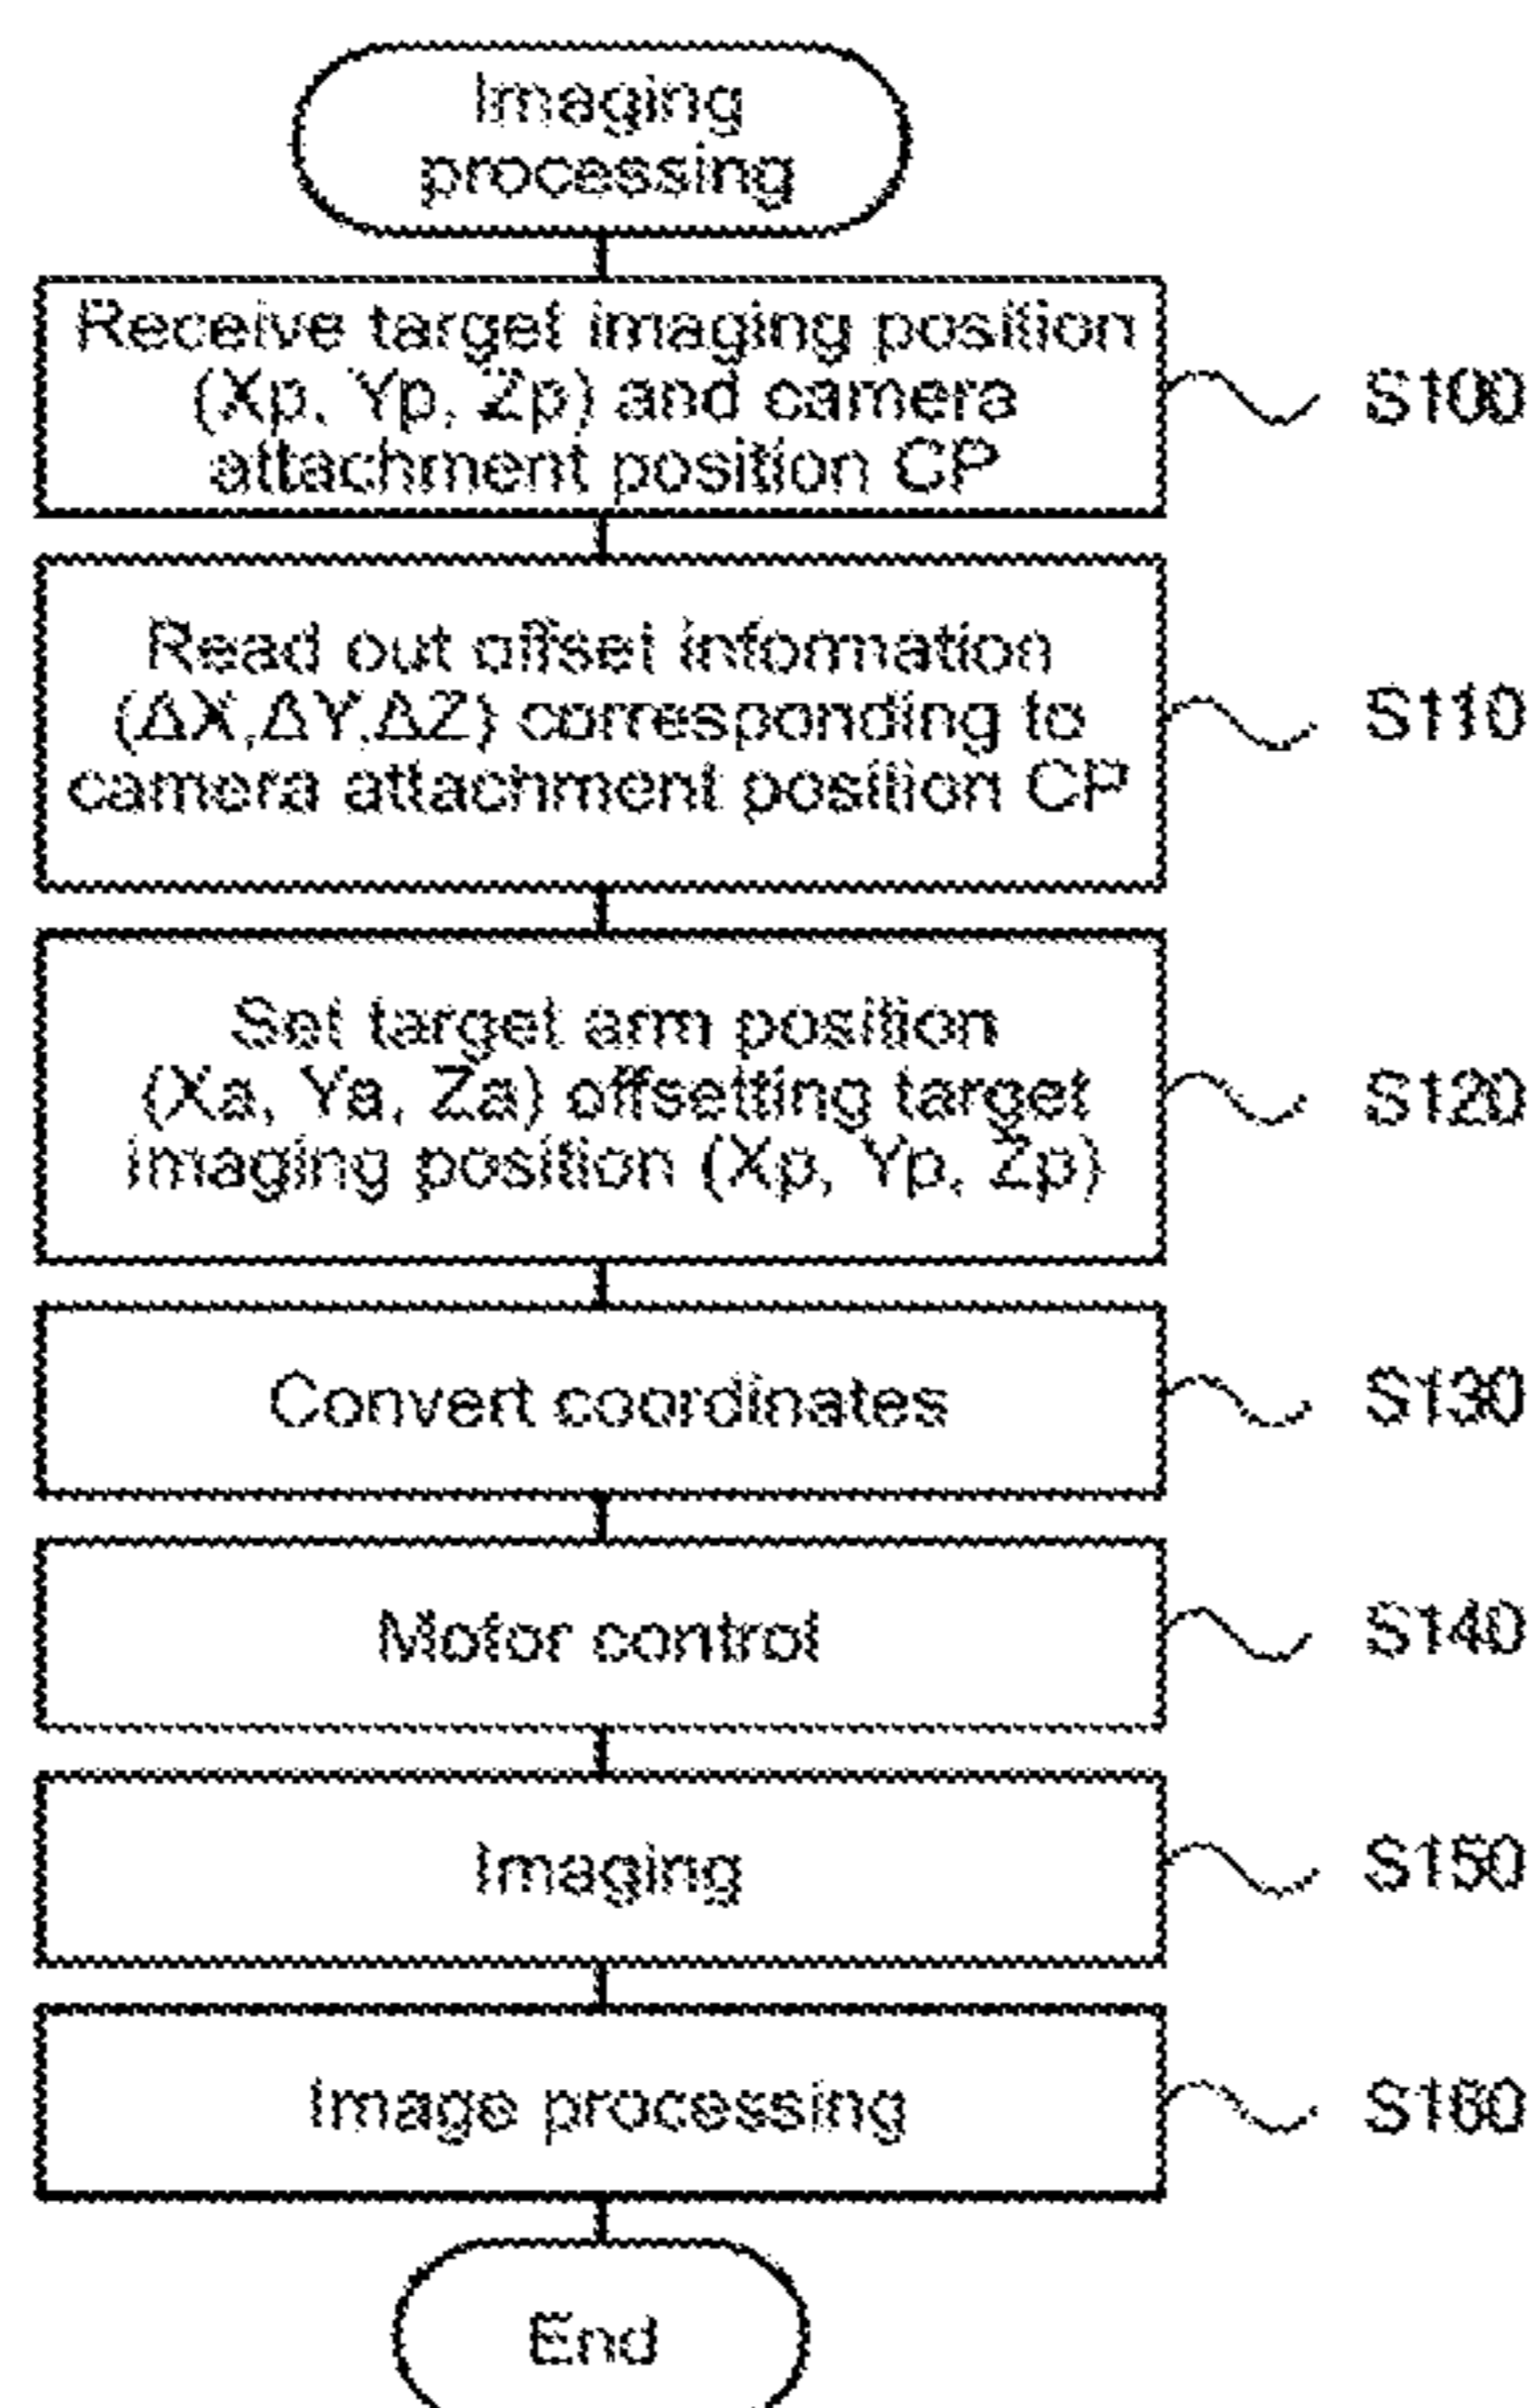 Imaging
processing
Receive target imaging position
(Xp, Yp, Zp) and camera
attachment position CP
S100
Read out offset information
(ΔX,ΔY,ΔZ) corresponding to
camera attachment position CP
S110
Set target arm position
(Xa, Ya, Za) offsetting target
imaging position (Xp, Yp, Zp)
S120
Convert coordinates
S130
Motor control
S140
Imaging
S150
Image processing
S160
End